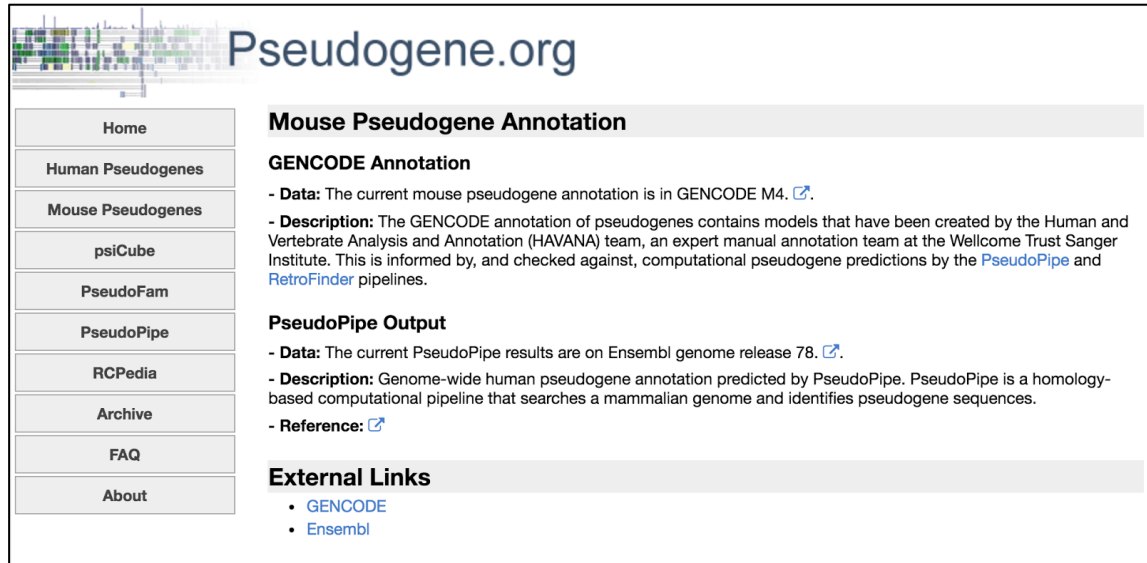 Pseudogene.org
Home
Human Pseudogenes
Mouse Pseudogenes
psiCube
PseudoFam
PseudoPipe
RCPedia
Archive
FAQ
About
Mouse Pseudogene Annotation
GENCODE Annotation
- Data: The current mouse pseudogene annotation is in GENCODE M4. .
- Description: The GENCODE annotation of pseudogenes contains models that have been created by the Human and
Vertebrate Analysis and Annotation (HAVANA) team, an expert manual annotation team at the Wellcome Trust Sanger
Institute. This is informed by, and checked against, computational pseudogene predictions by the PseudoPipe and
RetroFinder pipelines.
PseudoPipe Output
- Data: The current PseudoPipe results are on Ensembl genome release 78. .
- Description: Genome-wide human pseudogene annotation predicted by PseudoPipe. PseudoPipe is a homology-
based computational pipeline that searches a mammalian genome and identifies pseudogene sequences.
- Reference:
External Links
• GENCODE
• Ensembl